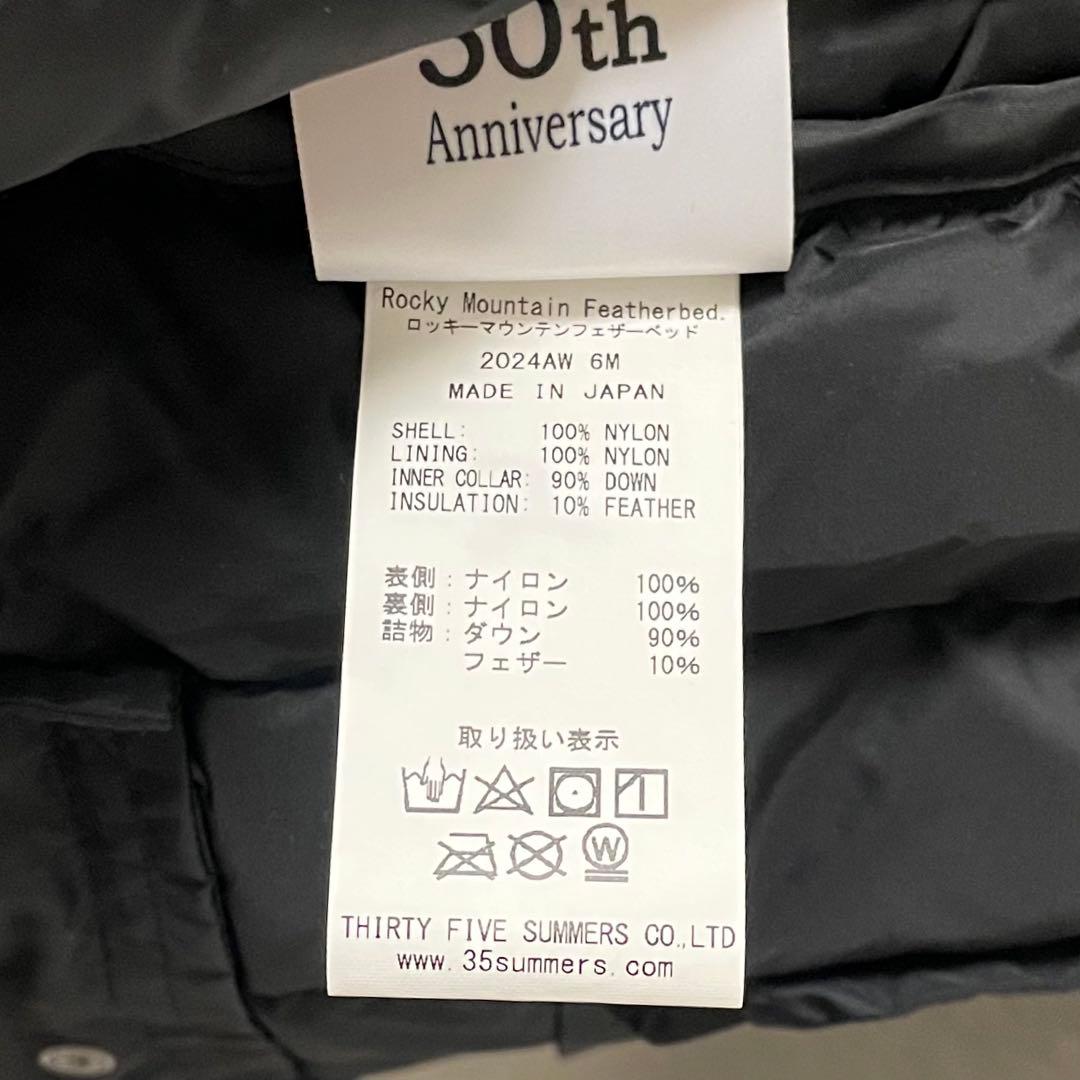 30th
Anniversary
Rocky Mountain Featherbed.
ロッキーマウンテンフェザーベッド
2024AW 6M
MADE IN JAPAN
SHELL: 100% NYLON
LINING: 100% NYLON
INNER COLLAR: 90% DOWN
INSULATION: 10% FEATHER
表側：ナイロン 100%
裏側：ナイロン 100%
詰物：ダウン 90%
フェザー 10%
取り扱い表示
W
THIRTY FIVE SUMMERS CO.,LTD
www.35summers.com